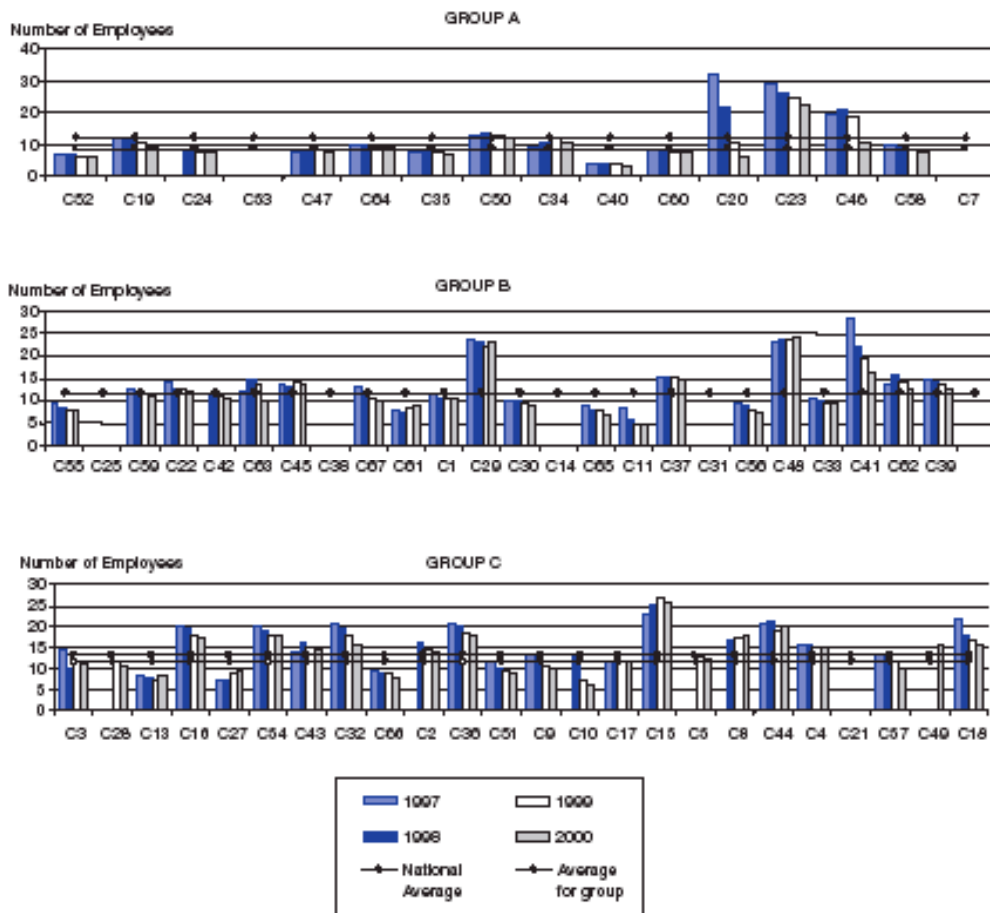 GROUP A
Number of Employees
40
30
20
10
0
C52 C19 C24 C53 C47 C64 C35 C50 C34 C40 C60 C20 C23 C46 C58 C7
GROUP B
Number of Employees
30
25
20
15
10
5
0
C55 C25 C59 C22 C42 C63 C45 C38 C67 C61 C1 C29 C30 C14 C65 C11 C37 C31 C56 C48 C33 C41 C62 C39
GROUP C
Number of Employees
30
25
20
15
10
5
0
C3 C28 C13 C16 C27 C54 C43 C32 C66 C2 C36 C51 C9 C10 C17 C15 C5 C8 C44 C4 C21 C57 C49 C18
1997 1999
1998 2000
National Average for group
Average